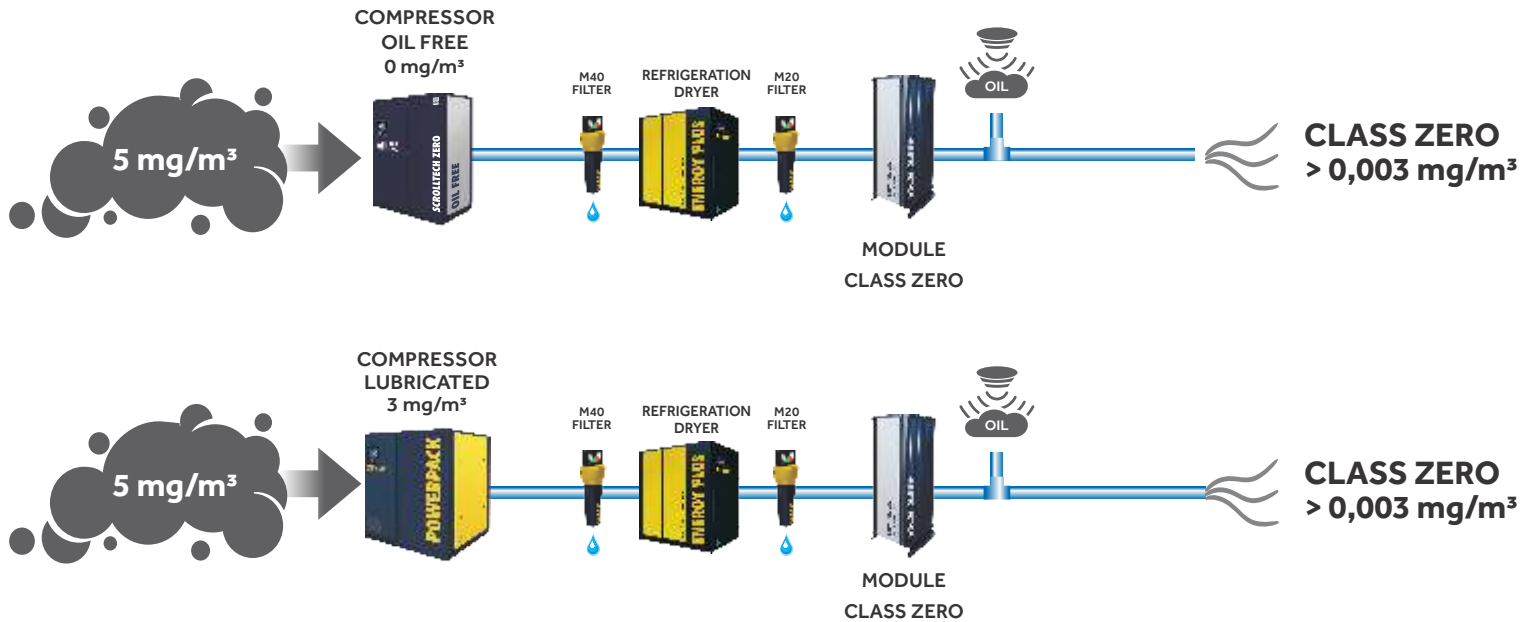 COMPRESSOR
OIL FREE
0 mg/m³
M40
FILTER
REFRIGERATION
DRYER
M20
FILTER
OIL
5 mg/m³
SCROLLTECH ZERO
OIL FREE
ENERGY PLUS
CLASS ZERO
> 0,003 mg/m³
MODULE
CLASS ZERO
COMPRESSOR
LUBRICATED
3 mg/m³
M40
FILTER
REFRIGERATION
DRYER
M20
FILTER
OIL
5 mg/m³
POWERPACK
ENERGY PLUS
CLASS ZERO
> 0,003 mg/m³
MODULE
CLASS ZERO